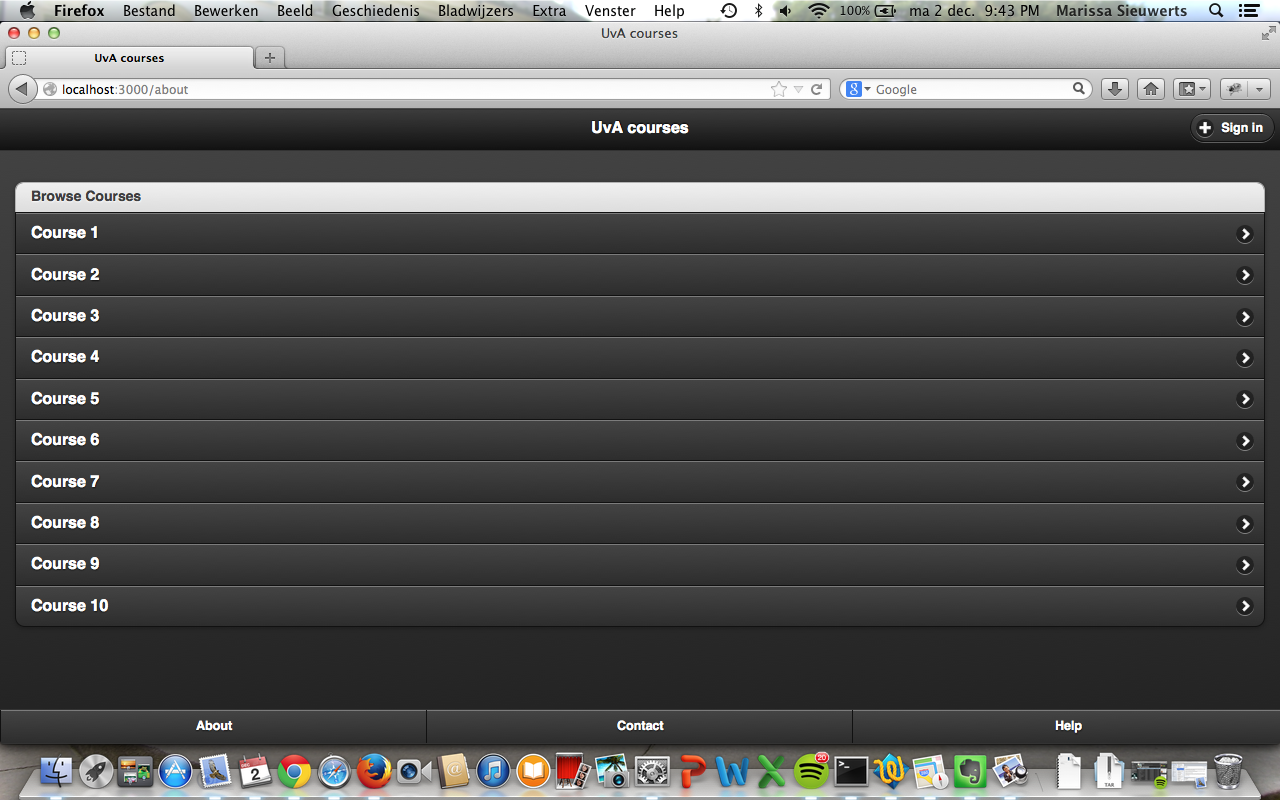 Firefox Bestand Bewerken Beeld Geschiedenis Bladwijzers Extra Venster Help 100% ma 2 dec. 9:43 PM Marissa Sieuwerts
UvA courses
UvA courses
localhost:3000/about
8 Google
UvA courses
Sign In
Browse Courses
Course 1
Course 2
Course 3
Course 4
Course 5
Course 6
Course 7
Course 8
Course 9
Course 10
About Contact Help
DEC 2
20
TAR